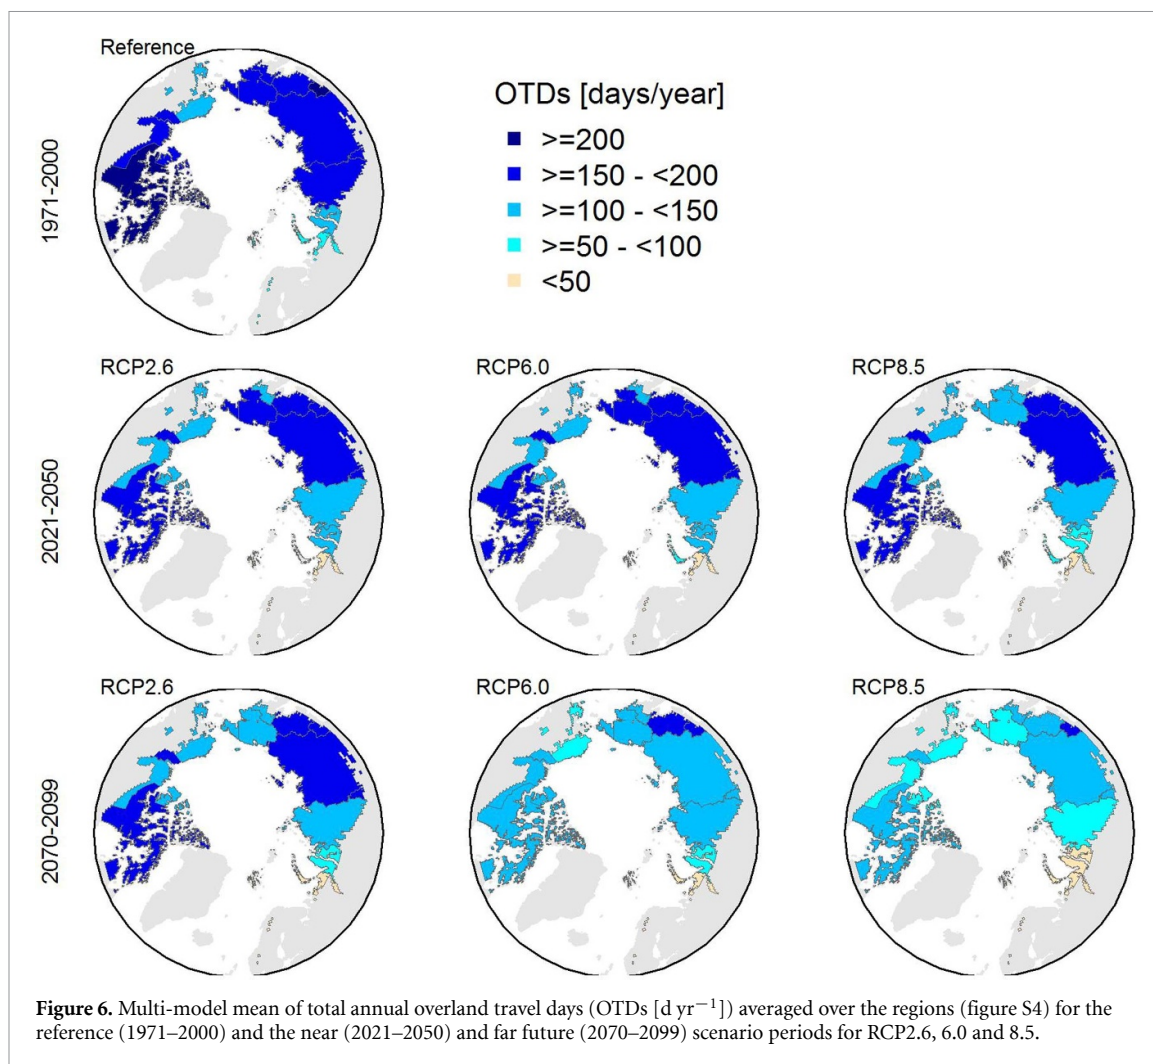 Reference
1971-2000
OTDs [days/year]
>=200
>=150 - <200
>=100 - <150
>=50 - <100
<50
2021-2050
RCP2.6
RCP6.0
RCP8.5
2070-2099
RCP2.6
RCP6.0
RCP8.5
Figure 6. Multi-model mean of total annual overland travel days (OTDs [d yr−1]) averaged over the regions (figure S4) for the
reference (1971–2000) and the near (2021–2050) and far future (2070–2099) scenario periods for RCP2.6, 6.0 and 8.5.